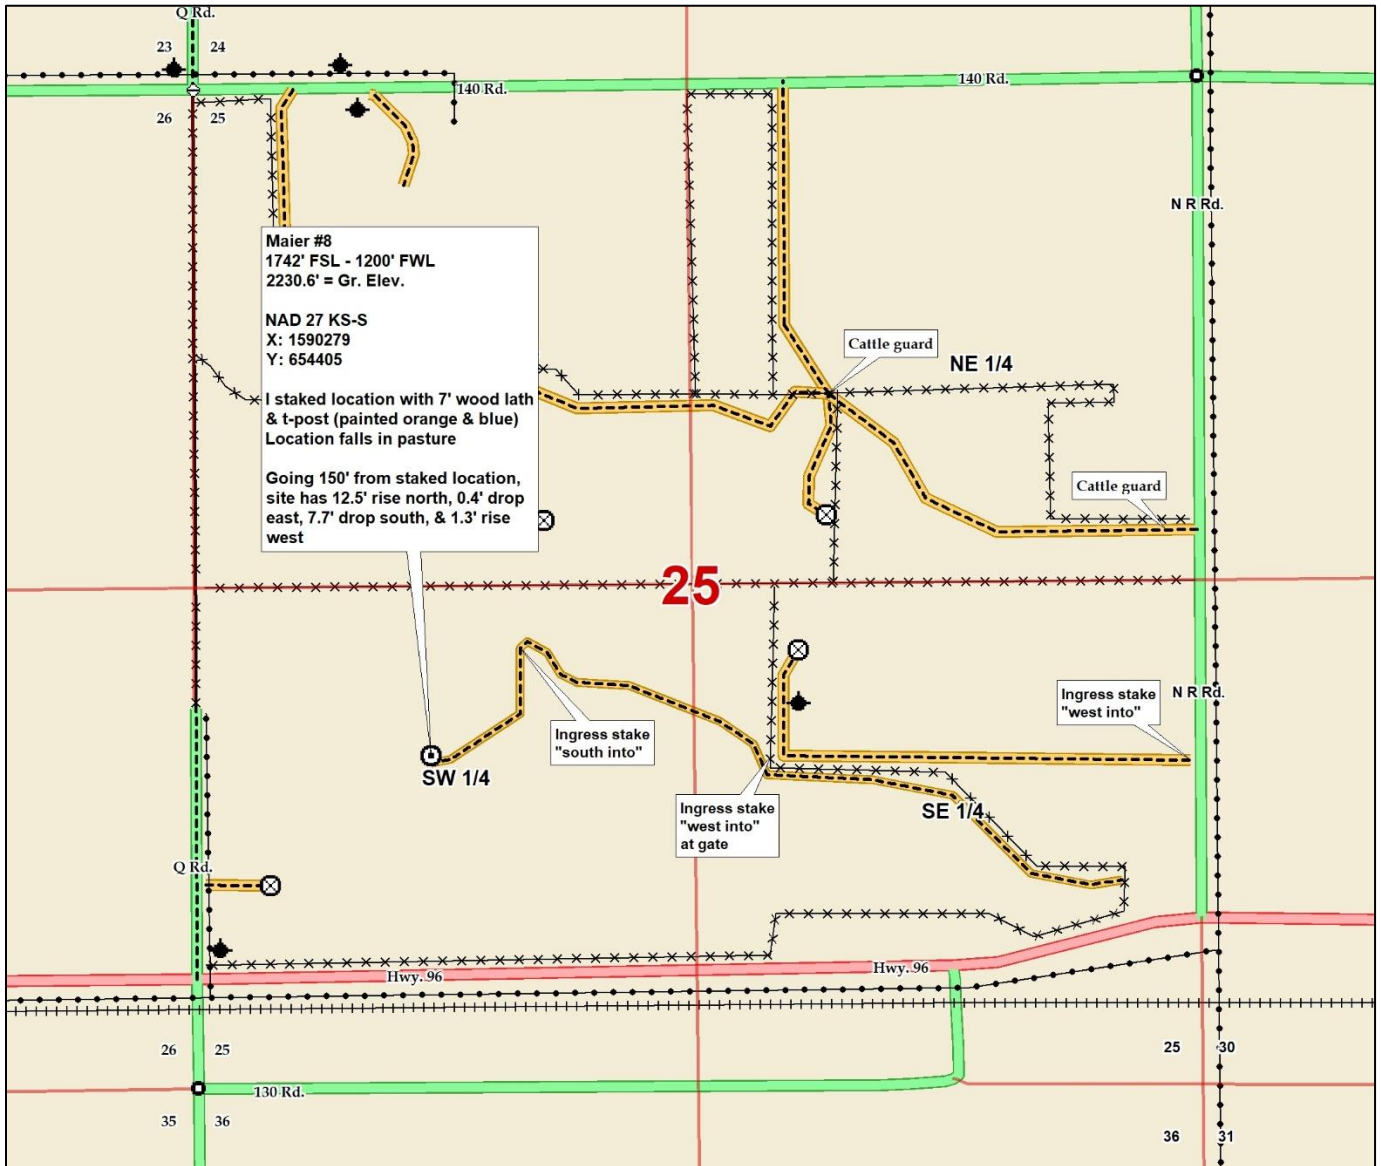 Q Rd.
23 24
140 Rd.
140 Rd.
26 25
N R Rd.
Maier #8
1742' FSL - 1200' FWL
2230.6' = Gr. Elev.
NAD 27 KS-S
X: 1590279
Y: 654405
I staked location with 7' wood lath
& t-post (painted orange & blue)
Location falls in pasture
Going 150' from staked location,
site has 12.5' rise north, 0.4' drop
east, 7.7' drop south, & 1.3' rise
west
Cattle guard
NE 1/4
Cattle guard
25
Ingress stake
"west into"
N R Rd.
Ingress stake
"south into"
SW 1/4
Ingress stake
"west into"
at gate
SE 1/4
Q Rd.
Hwy. 96
Hwy. 96
26 25
25 30
130 Rd.
35 36
36 31